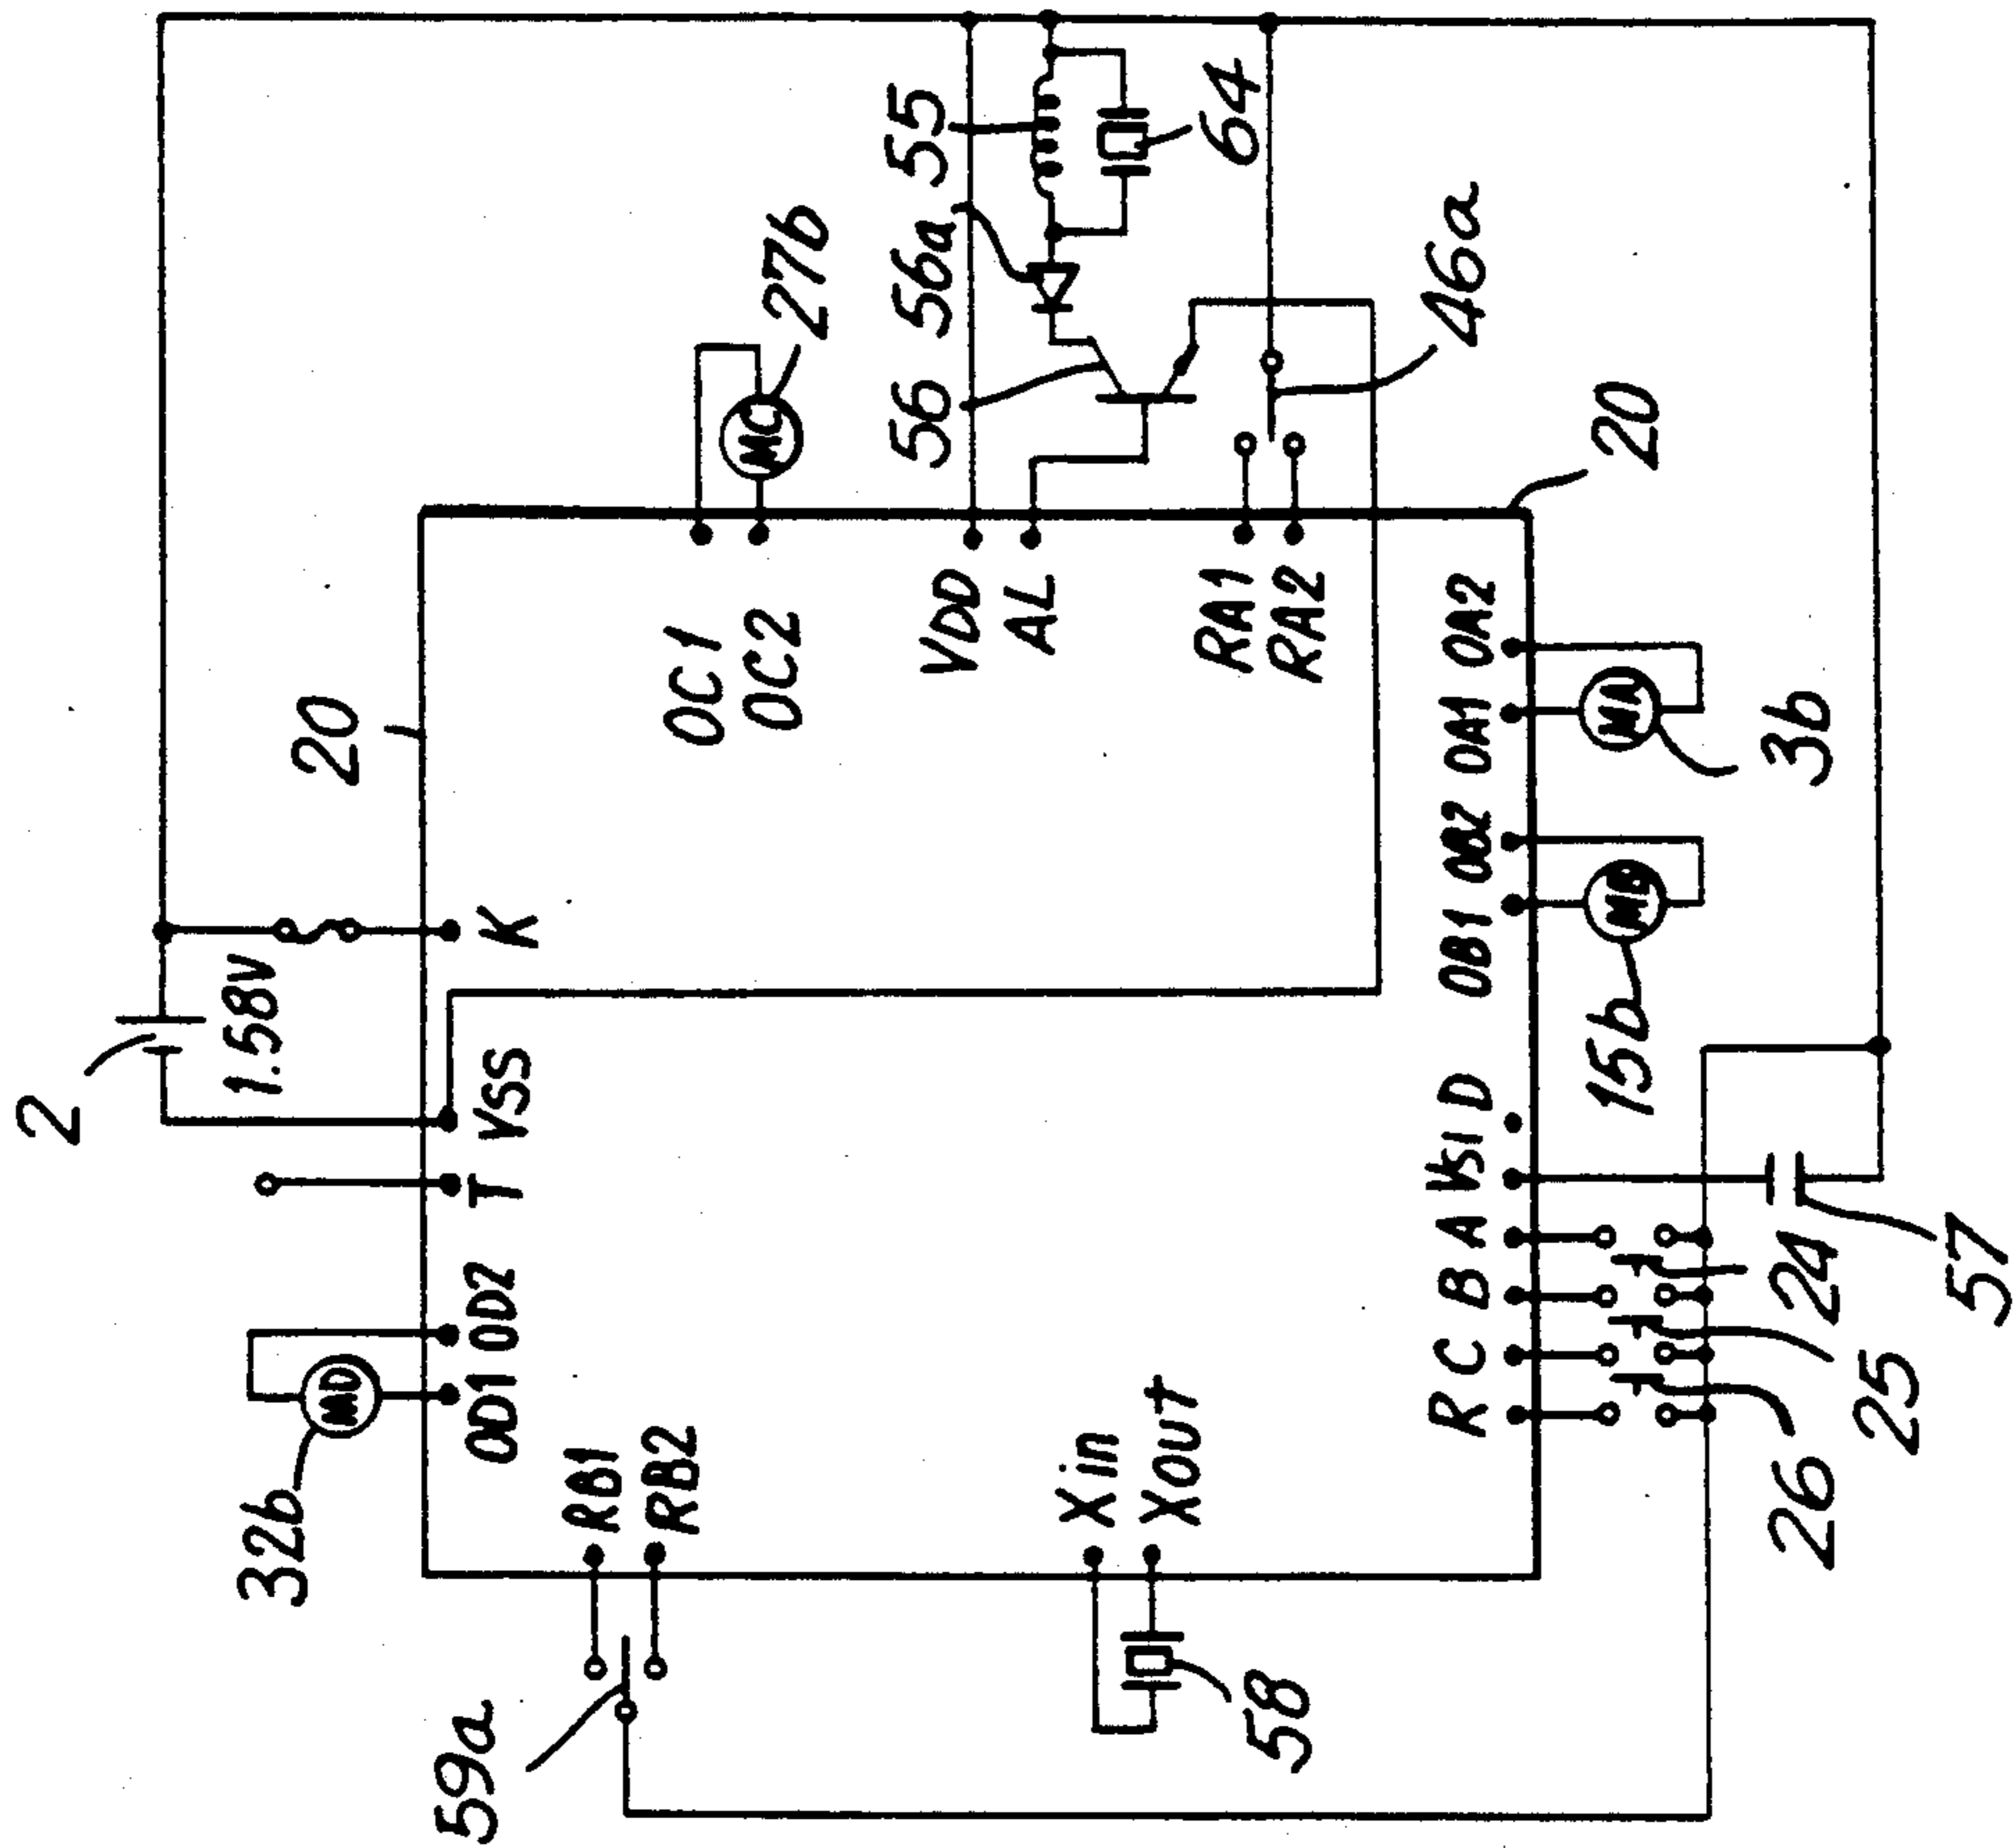 2
1.58V
20
32b
MD
59a
OD1 OD2 T VSS K
RB1
RB2
OC1
OC2
MC
27b
VDD
AL
56 56a 55
Xin
Xout
RA1
RA2
64
46a
58
R C B A VS1 D OB1 OB2 OA1 OA2
20
MB
MA
15b
3b
26
24
25
57